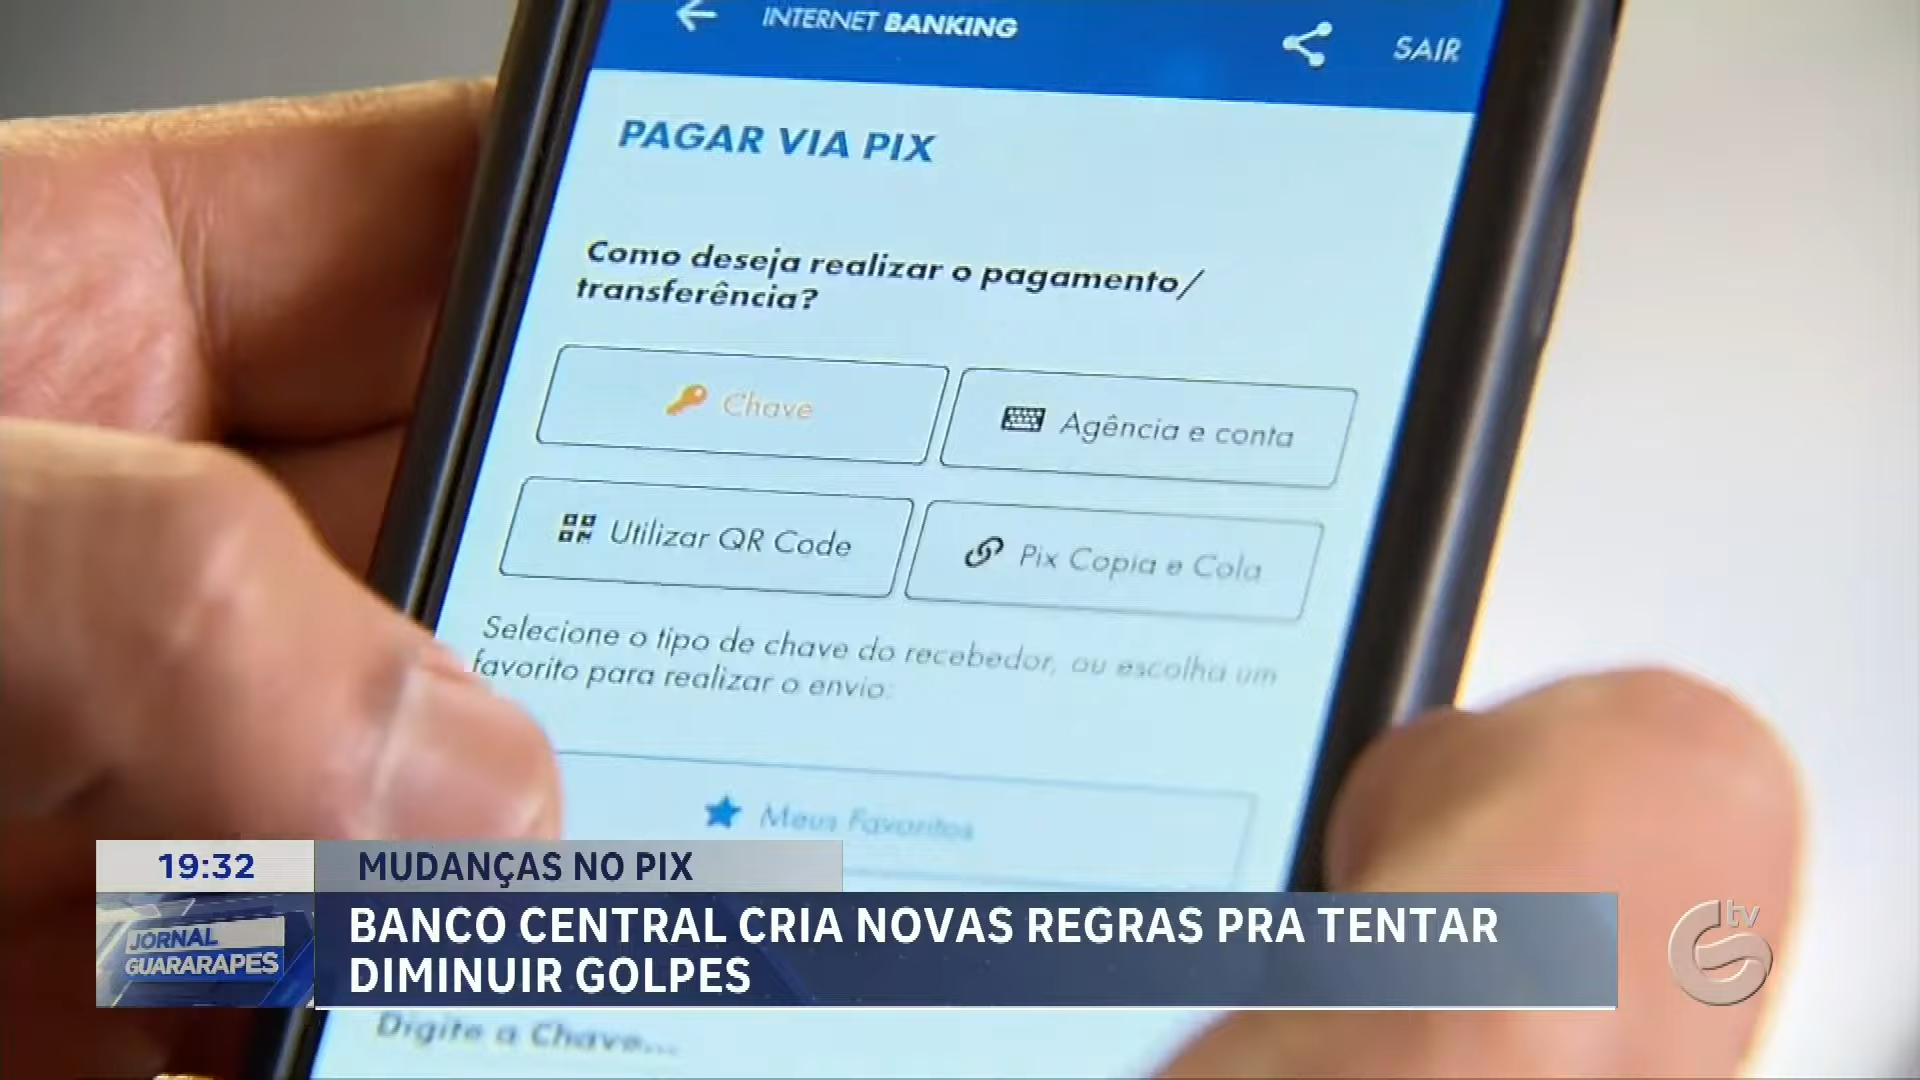 INTERNET BANKING
SAIR
PAGAR VIA PIX
Como deseja realizar o pagamento/
transferência?
Chave
Agência e conta
Utilizar QR Code
Pix Copia e Cola
Selecione o tipo de chave do recebedor, ou escolha um
favorito para realizar o envio:
Meus Favoritos
19:32
MUDANÇAS NO PIX
JORNAL
GUARARAPES
BANCO CENTRAL CRIA NOVAS REGRAS PRA TENTAR
DIMINUIR GOLPES
tv
Digite a Chave...